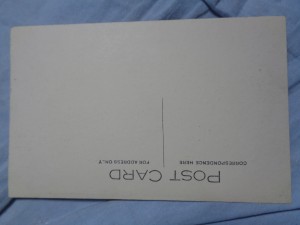 POST CARD
CORRESPONDENCE HERE
FOR ADDRESS ONLY